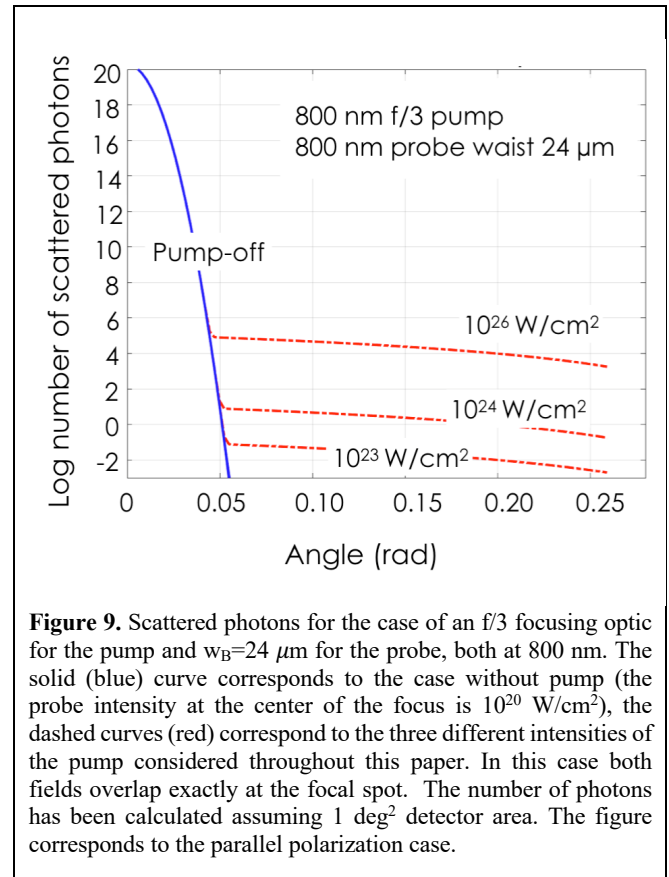 Log number of scattered photons
20
18
16
14
12
10
8
6
4
2
0
-2
800 nm f/3 pump
800 nm probe waist 24 µm
Pump-off
10²⁶ W/cm²
10²⁴ W/cm²
10²³ W/cm²
0 0.05 0.10 0.15 0.20 0.25
Angle (rad)
Figure 9. Scattered photons for the case of an f/3 focusing optic
for the pump and w_B=24 µm for the probe, both at 800 nm. The
solid (blue) curve corresponds to the case without pump (the
probe intensity at the center of the focus is 10²⁰ W/cm²), the
dashed curves (red) correspond to the three different intensities of
the pump considered throughout this paper. In this case both
fields overlap exactly at the focal spot. The number of photons
has been calculated assuming 1 deg² detector area. The figure
corresponds to the parallel polarization case.